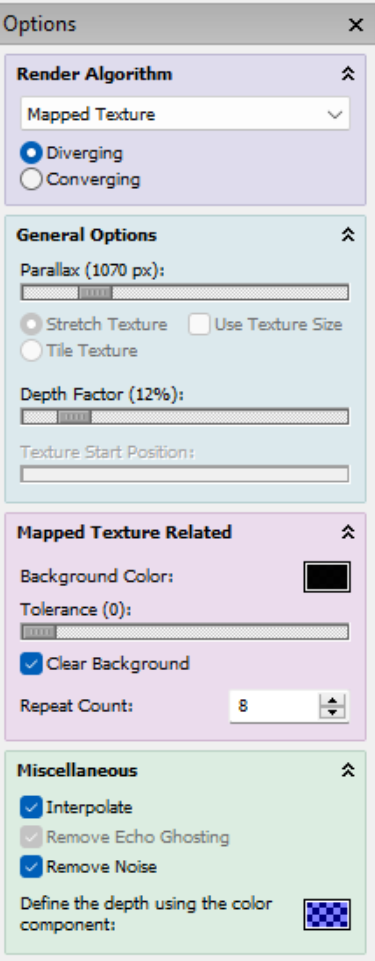 Options
Render Algorithm
Mapped Texture
Diverging
Converging
General Options
Parallax (1070 px):
Stretch Texture Use Texture Size
Tile Texture
Depth Factor (12%):
Texture Start Position:
Mapped Texture Related
Background Color:
Tolerance (0):
Clear Background
Repeat Count: 8
Miscellaneous
Interpolate
Remove Echo Ghosting
Remove Noise
Define the depth using the color
component: